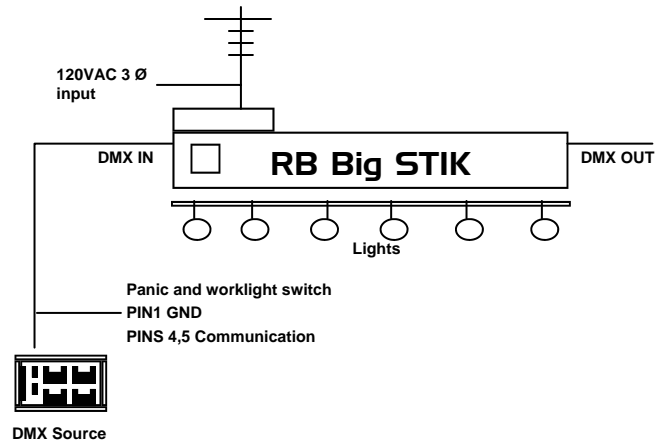 120VAC 3 Ø
input
DMX IN
RB Big STIK
DMX OUT
Lights
Panic and worklight switch
PIN1 GND
PINS 4,5 Communication
DMX Source